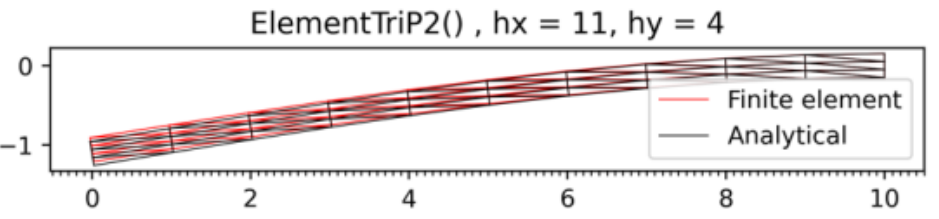 ElementTriP2() , hx = 11, hy = 4
0
−1
Finite element
Analytical
0 2 4 6 8 10